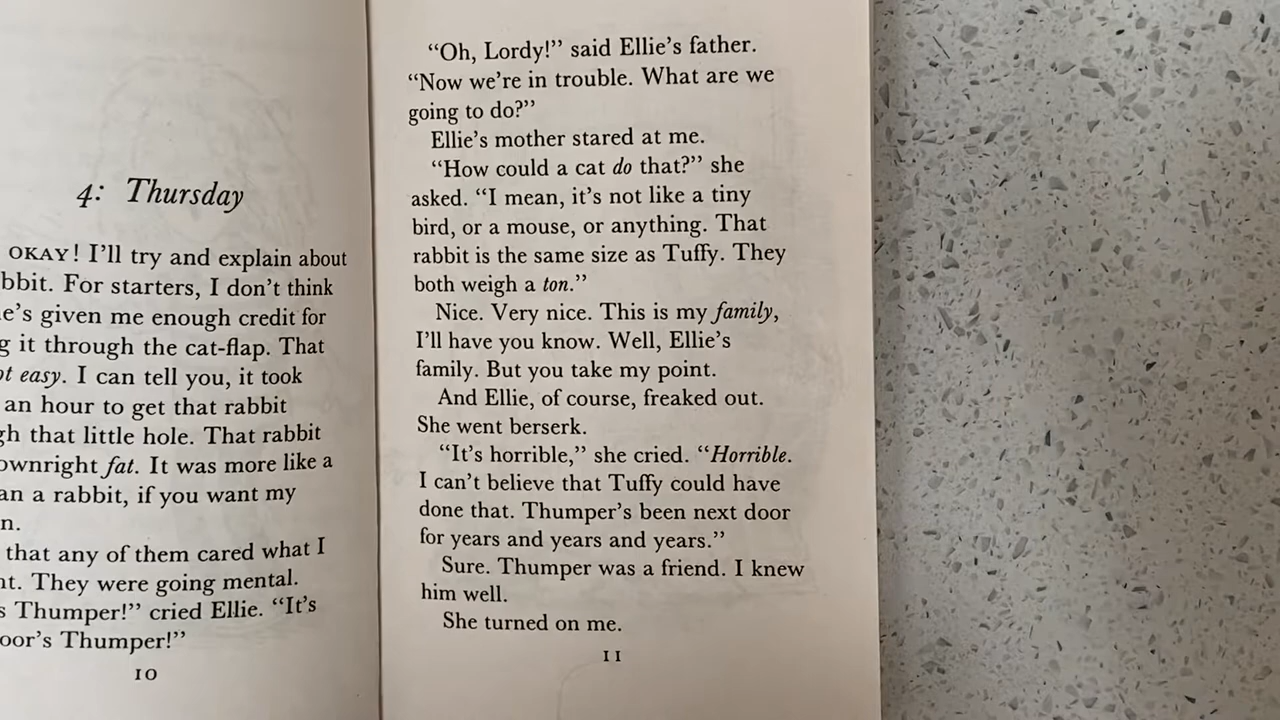 4: Thursday
OKAY! I'll try and explain about
For starters, I don't think
given me enough credit for
it through the cat-flap. That
easy. I can tell you, it took
an hour to get that rabbit
that little hole. That rabbit
fat. It was more like a
a rabbit, if you want my
that any of them cared what I
They were going mental.
Thumper!” cried Ellie. “It's
Thumper!”
10
“Oh, Lordy!” said Ellie's father.
“Now we're in trouble. What are we
going to do?”
Ellie's mother stared at me.
“How could a cat do that?” she
asked. “I mean, it's not like a tiny
bird, or a mouse, or anything. That
rabbit is the same size as Tuffy. They
both weigh a ton.”
Nice. Very nice. This is my family,
I'll have you know. Well, Ellie's
family. But you take my point.
And Ellie, of course, freaked out.
She went berserk.
“It's horrible,” she cried. “Horrible.
I can't believe that Tuffy could have
done that. Thumper's been next door
for years and years and years.”
Sure. Thumper was a friend. I knew
him well.
She turned on me.
11